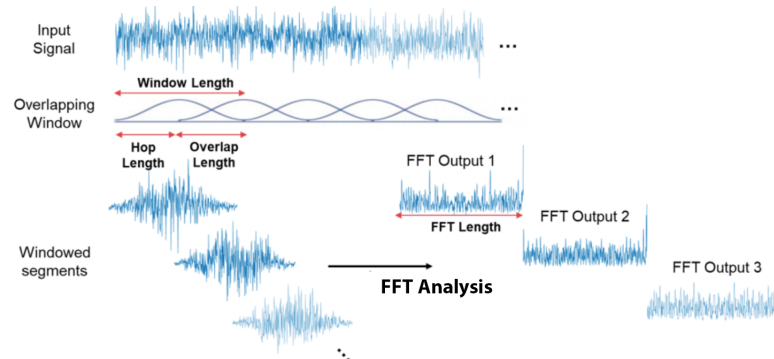 Input
Signal
...
Window Length
Overlapping
Window
...
Hop
Length
Overlap
Length
FFT Output 1
FFT Length
FFT Output 2
Windowed
segments
FFT Analysis
FFT Output 3
...